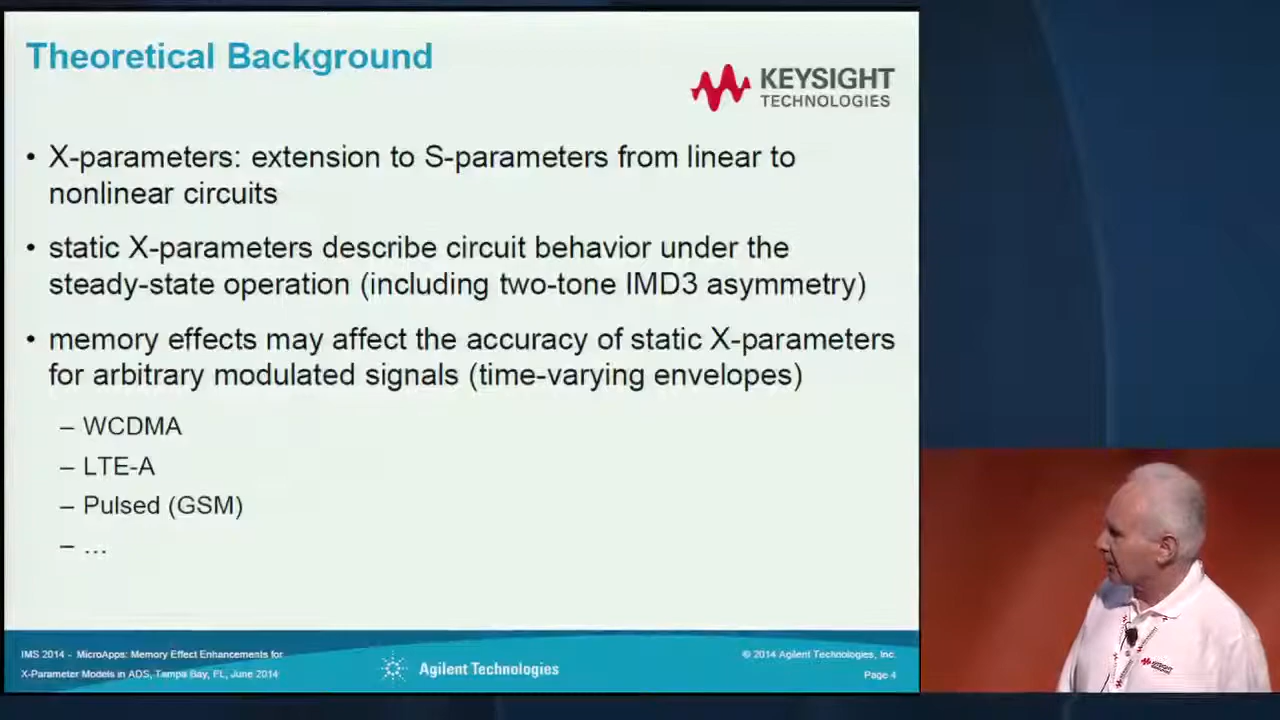 Theoretical Background
KEYSIGHT
TECHNOLOGIES
• X-parameters: extension to S-parameters from linear to
nonlinear circuits
• static X-parameters describe circuit behavior under the
steady-state operation (including two-tone IMD3 asymmetry)
• memory effects may affect the accuracy of static X-parameters
for arbitrary modulated signals (time-varying envelopes)
– WCDMA
– LTE-A
– Pulsed (GSM)
– …
IMS 2014 - MicroApps: Memory Effect Enhancements for
X-Parameter Models in ADS, Tampa Bay, FL, June 2014
Agilent Technologies
© 2014 Agilent Technologies, Inc.
Page 4
KEYSIGHT